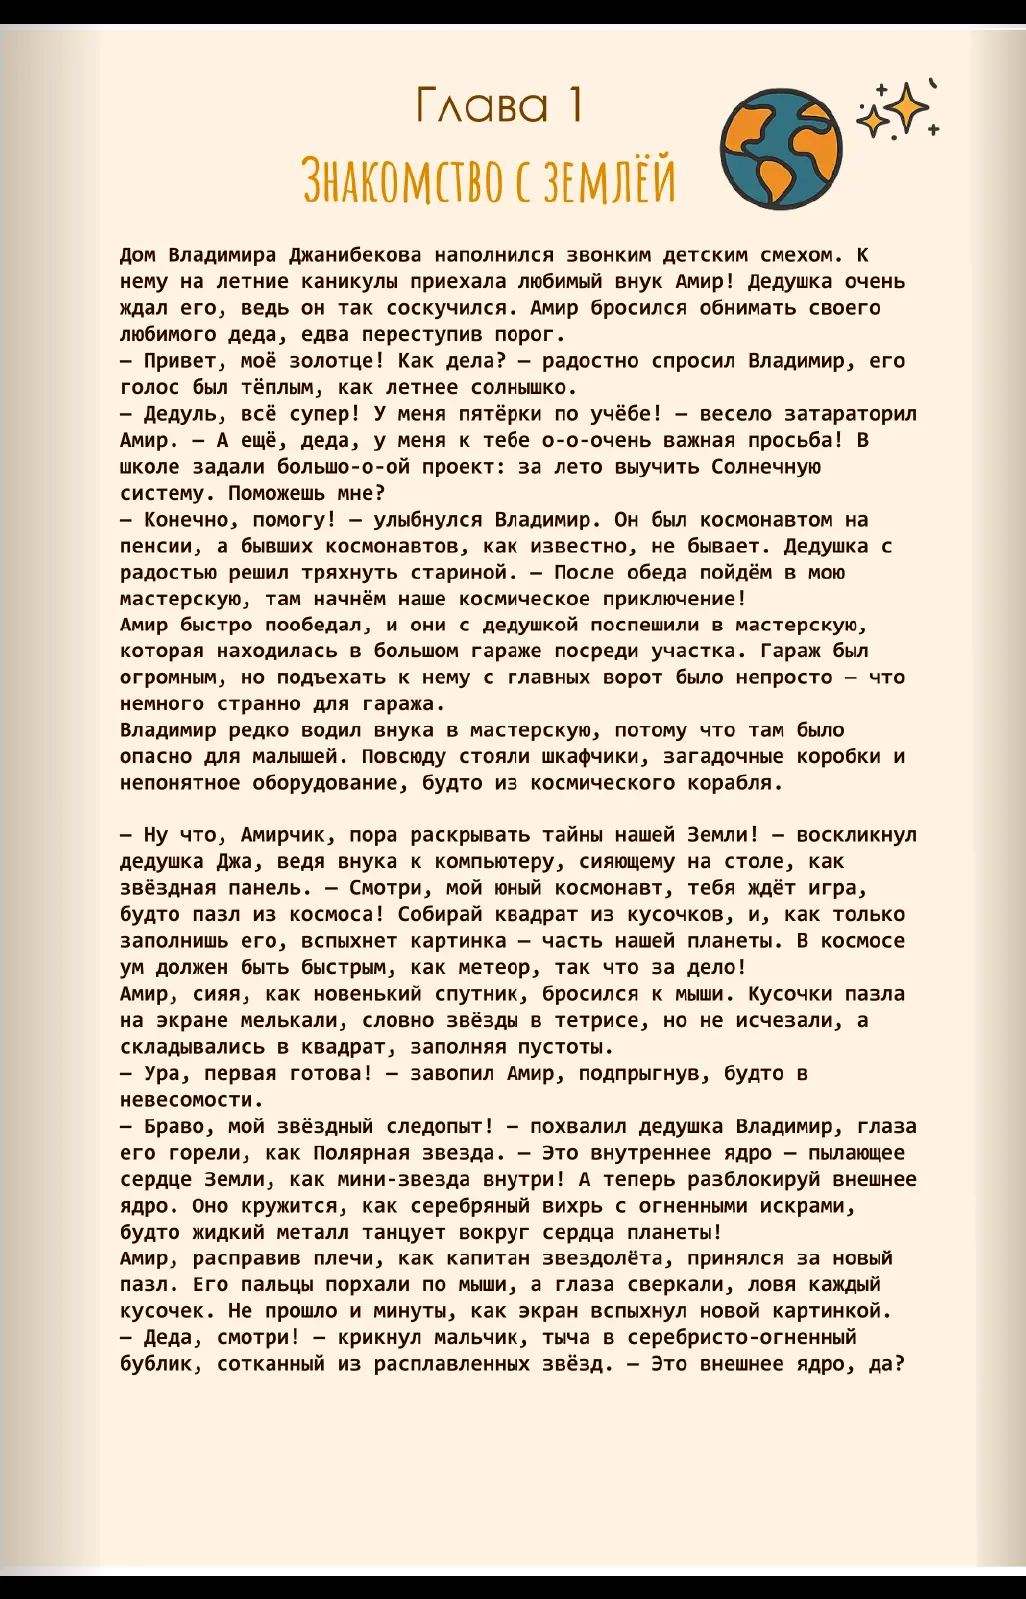 Глава 1
Знакомство с землёй
Дом Владимира Джанибекова наполнился звонким детским смехом. К
нему на летние каникулы приехала любимый внук Амир! Дедушка очень
ждал его, ведь он так соскучился. Амир бросился обнимать своего
любимого деда, едва переступив порог.
— Привет, моё золотце! Как дела? — радостно спросил Владимир, его
голос был тёплым, как летнее солнышко.
— Дедуль, всё супер! У меня пятёрки по учёбе! — весело затараторил
Амир. — А ещё, деда, у меня к тебе о-о-очень важная просьба! В
школе задали большо-о-ой проект: за лето выучить Солнечную
систему. Поможешь мне?
— Конечно, помогу! — улыбнулся Владимир. Он был космонавтом на
пенсии, а бывших космонавтов, как известно, не бывает. Дедушка с
радостью решил тряхнуть стариной. — После обеда пойдём в мою
мастерскую, там начнём наше космическое приключение!
Амир быстро пообедал, и они с дедушкой поспешили в мастерскую,
которая находилась в большом гараже посреди участка. Гараж был
огромным, но подъехать к нему с главных ворот было непросто — что
немного странно для гаража.
Владимир редко водил внука в мастерскую, потому что там было
опасно для малышей. Повсюду стояли шкафчики, загадочные коробки и
непонятное оборудование, будто из космического корабля.
— Ну что, Амирчик, пора раскрывать тайны нашей Земли! — воскликнул
дедушка Джа, ведя внука к компьютеру, сияющему на столе, как
звёздная панель. — Смотри, мой юный космонавт, тебя ждёт игра,
будто пазл из космоса! Собирай квадрат из кусочков, и, как только
заполнишь его, вспыхнет картинка — часть нашей планеты. В космосе
ум должен быть быстрым, как метеор, так что за дело!
Амир, сияя, как новенький спутник, бросился к мыши. Кусочки пазла
на экране мелькали, словно звёзды в тетрисе, но не исчезали, а
складывались в квадрат, заполняя пустоты.
— Ура, первая готова! — завопил Амир, подпрыгнув, будто в
невесомости.
— Браво, мой звёздный следопыт! — похвалил дедушка Владимир, глаза
его горели, как Полярная звезда. — Это внутреннее ядро — пылающее
сердце Земли, как мини-звезда внутри! А теперь разблокируй внешнее
ядро. Оно кружится, как серебряный вихрь с огненными искрами,
будто жидкий металл танцует вокруг сердца планеты!
Амир, расправив плечи, как капитан звездолёта, принялся за новый
пазл. Его пальцы порхали по мыши, а глаза сверкали, ловя каждый
кусочек. Не прошло и минуты, как экран вспыхнул новой картинкой.
— Деда, смотри! — крикнул мальчик, тыча в серебристо-огненный
бублик, сотканный из расплавленных звёзд. — Это внешнее ядро, да?